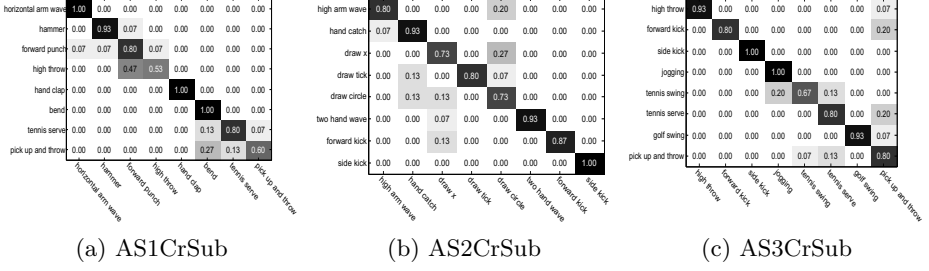 horizontal arm wave 1.00 0.00 0.00 0.00 0.00 0.00 0.00 0.00
hammer 0.00 0.93 0.07 0.00 0.00 0.00 0.00 0.00
forward punch 0.07 0.07 0.80 0.07 0.00 0.00 0.00 0.00
high throw 0.00 0.00 0.47 0.53 0.00 0.00 0.00 0.00
hand clap 0.00 0.00 0.00 0.00 1.00 0.00 0.00 0.00
bend 0.00 0.00 0.00 0.00 0.00 1.00 0.00 0.00
tennis serve 0.00 0.00 0.00 0.00 0.00 0.13 0.80 0.07
pick up and throw 0.00 0.00 0.00 0.00 0.00 0.27 0.13 0.60
horizontal arm wave
hammer
forward punch
high throw
hand clap
bend
tennis serve
pick up and throw
(a) AS1CrSub
high arm wave 0.80 0.00 0.00 0.00 0.20 0.00 0.00 0.00
hand catch 0.07 0.93 0.00 0.00 0.00 0.00 0.00 0.00
draw x 0.00 0.00 0.73 0.00 0.27 0.00 0.00 0.00
draw tick 0.00 0.13 0.00 0.80 0.07 0.00 0.00 0.00
draw circle 0.00 0.13 0.13 0.00 0.73 0.00 0.00 0.00
two hand wave 0.00 0.00 0.07 0.00 0.00 0.93 0.00 0.00
forward kick 0.00 0.00 0.13 0.00 0.00 0.00 0.87 0.00
side kick 0.00 0.00 0.00 0.00 0.00 0.00 0.00 1.00
high arm wave
hand catch
draw x
draw tick
draw circle
two hand wave
forward kick
side kick
(b) AS2CrSub
high throw 0.93 0.00 0.00 0.00 0.00 0.00 0.00 0.07
forward kick 0.00 0.80 0.00 0.00 0.00 0.00 0.00 0.20
side kick 0.00 0.00 1.00 0.00 0.00 0.00 0.00 0.00
jogging 0.00 0.00 0.00 1.00 0.00 0.00 0.00 0.00
tennis swing 0.00 0.00 0.00 0.20 0.67 0.13 0.00 0.00
tennis serve 0.00 0.00 0.00 0.00 0.00 0.80 0.00 0.20
golf swing 0.00 0.00 0.00 0.00 0.00 0.00 0.93 0.07
pick up and throw 0.00 0.00 0.00 0.00 0.07 0.13 0.00 0.80
high throw
forward kick
side kick
jogging
tennis swing
tennis serve
golf swing
pick up and throw
(c) AS3CrSub